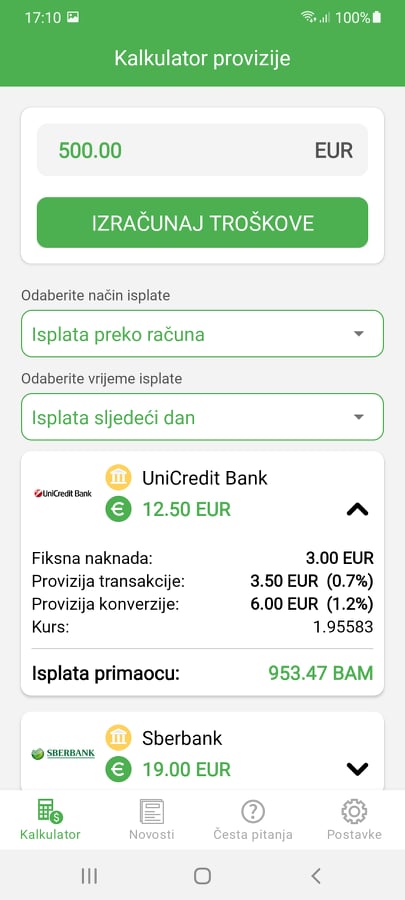 17:10 100%
Kalkulator provizije
500.00 EUR
IZRAČUNAJ TROŠKOVE
Odaberite način isplate
Isplata preko računa
Odaberite vrijeme isplate
Isplata sljedeći dan
UniCredit Bank UniCredit Bank
€ 12.50 EUR
Fiksna naknada: 3.00 EUR
Provizija transakcije: 3.50 EUR (0.7%)
Provizija konverzije: 6.00 EUR (1.2%)
Kurs: 1.95583
Isplata primaocu: 953.47 BAM
SBERBANK Sberbank
€ 19.00 EUR
Kalkulator Novosti Česta pitanja Postavke